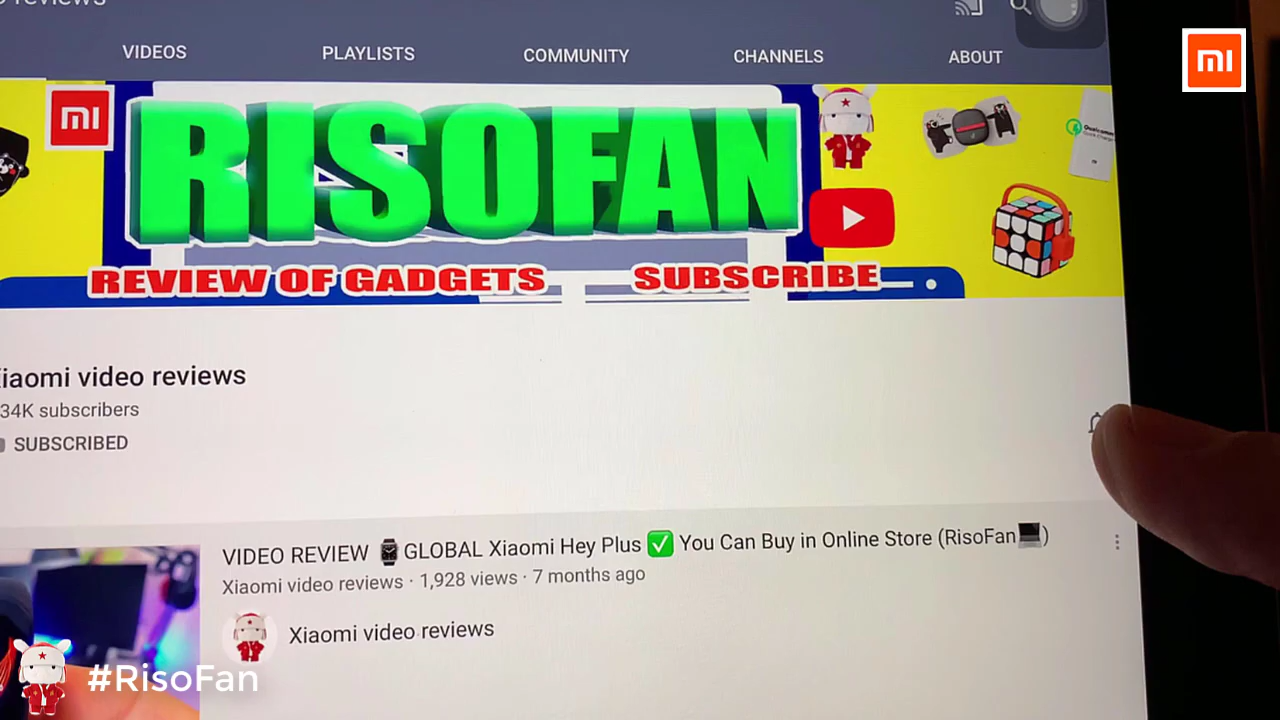 reviews
VIDEOS
PLAYLISTS
COMMUNITY
CHANNELS
ABOUT
mi
mi
RISOFAN
Qualcomm
REVIEW OF GADGETS
SUBSCRIBE
iaomi video reviews
34K subscribers
SUBSCRIBED
VIDEO REVIEW ⌚GLOBAL Xiaomi Hey Plus ✅ You Can Buy in Online Store (RisoFan💻)
Xiaomi video reviews · 1,928 views · 7 months ago
Xiaomi video reviews
#RisoFan